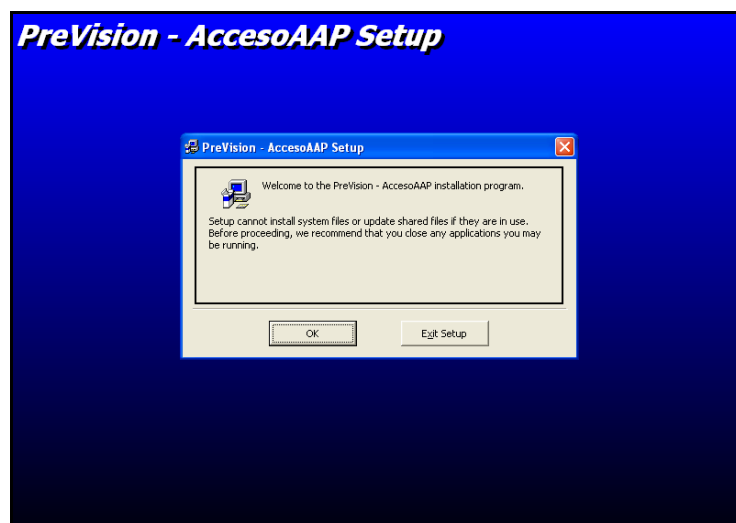 PreVision - AccesoAAP Setup
PreVision - AccesoAAP Setup
Welcome to the PreVision - AccesoAAP installation program.
Setup cannot install system files or update shared files if they are in use.
Before proceeding, we recommend that you close any applications you may
be running.
OK
Exit Setup